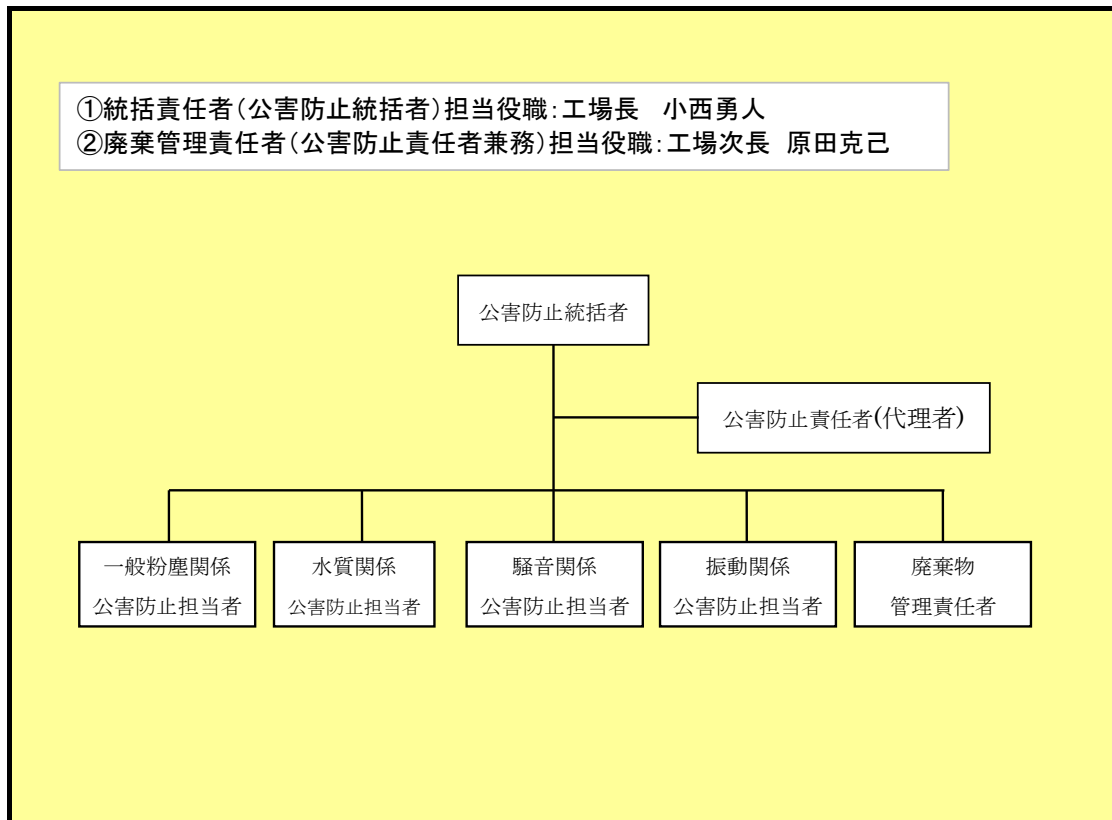 ①統括責任者(公害防止統括者)担当役職:工場長　小西勇人
②廃棄管理責任者(公害防止責任者兼務)担当役職:工場次長 原田克己
公害防止統括者
公害防止責任者(代理者)
一般粉塵関係
公害防止担当者
水質関係
公害防止担当者
騒音関係
公害防止担当者
振動関係
公害防止担当者
廃棄物
管理責任者